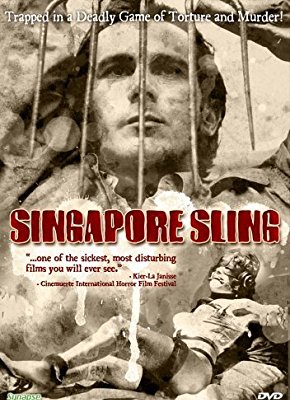 Trapped in a Deadly Game of Torture and Murder!
SINGAPORE SLING
"...one of the sickest, most disturbing
films you will ever see."
- Kier-La Janisse
- Cinemuerte International Horror Film Festival
synapse
DVD